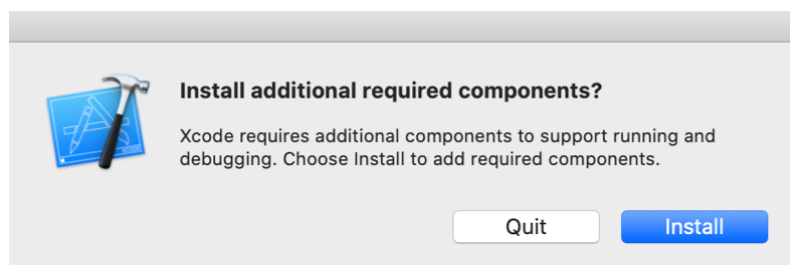 Install additional required components?
Xcode requires additional components to support running and
debugging. Choose Install to add required components.
Quit
Install